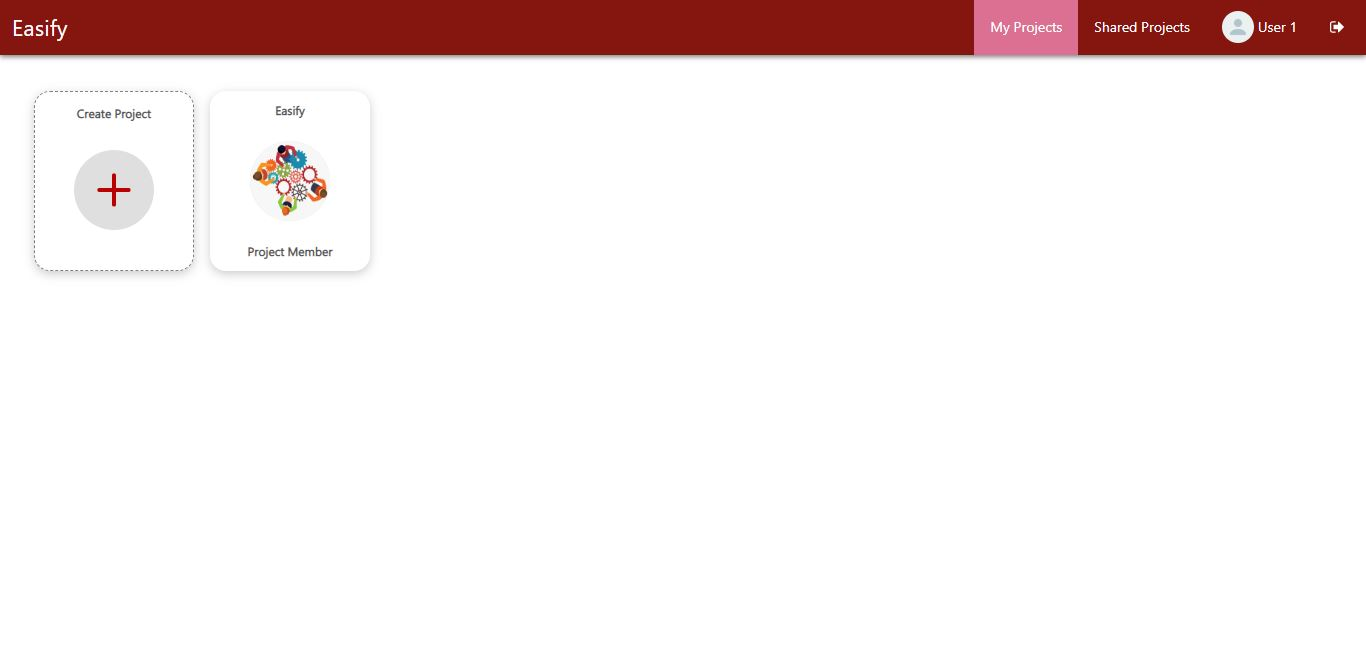 Easify
My Projects
Shared Projects
User 1
Create Project
Easify
Project Member